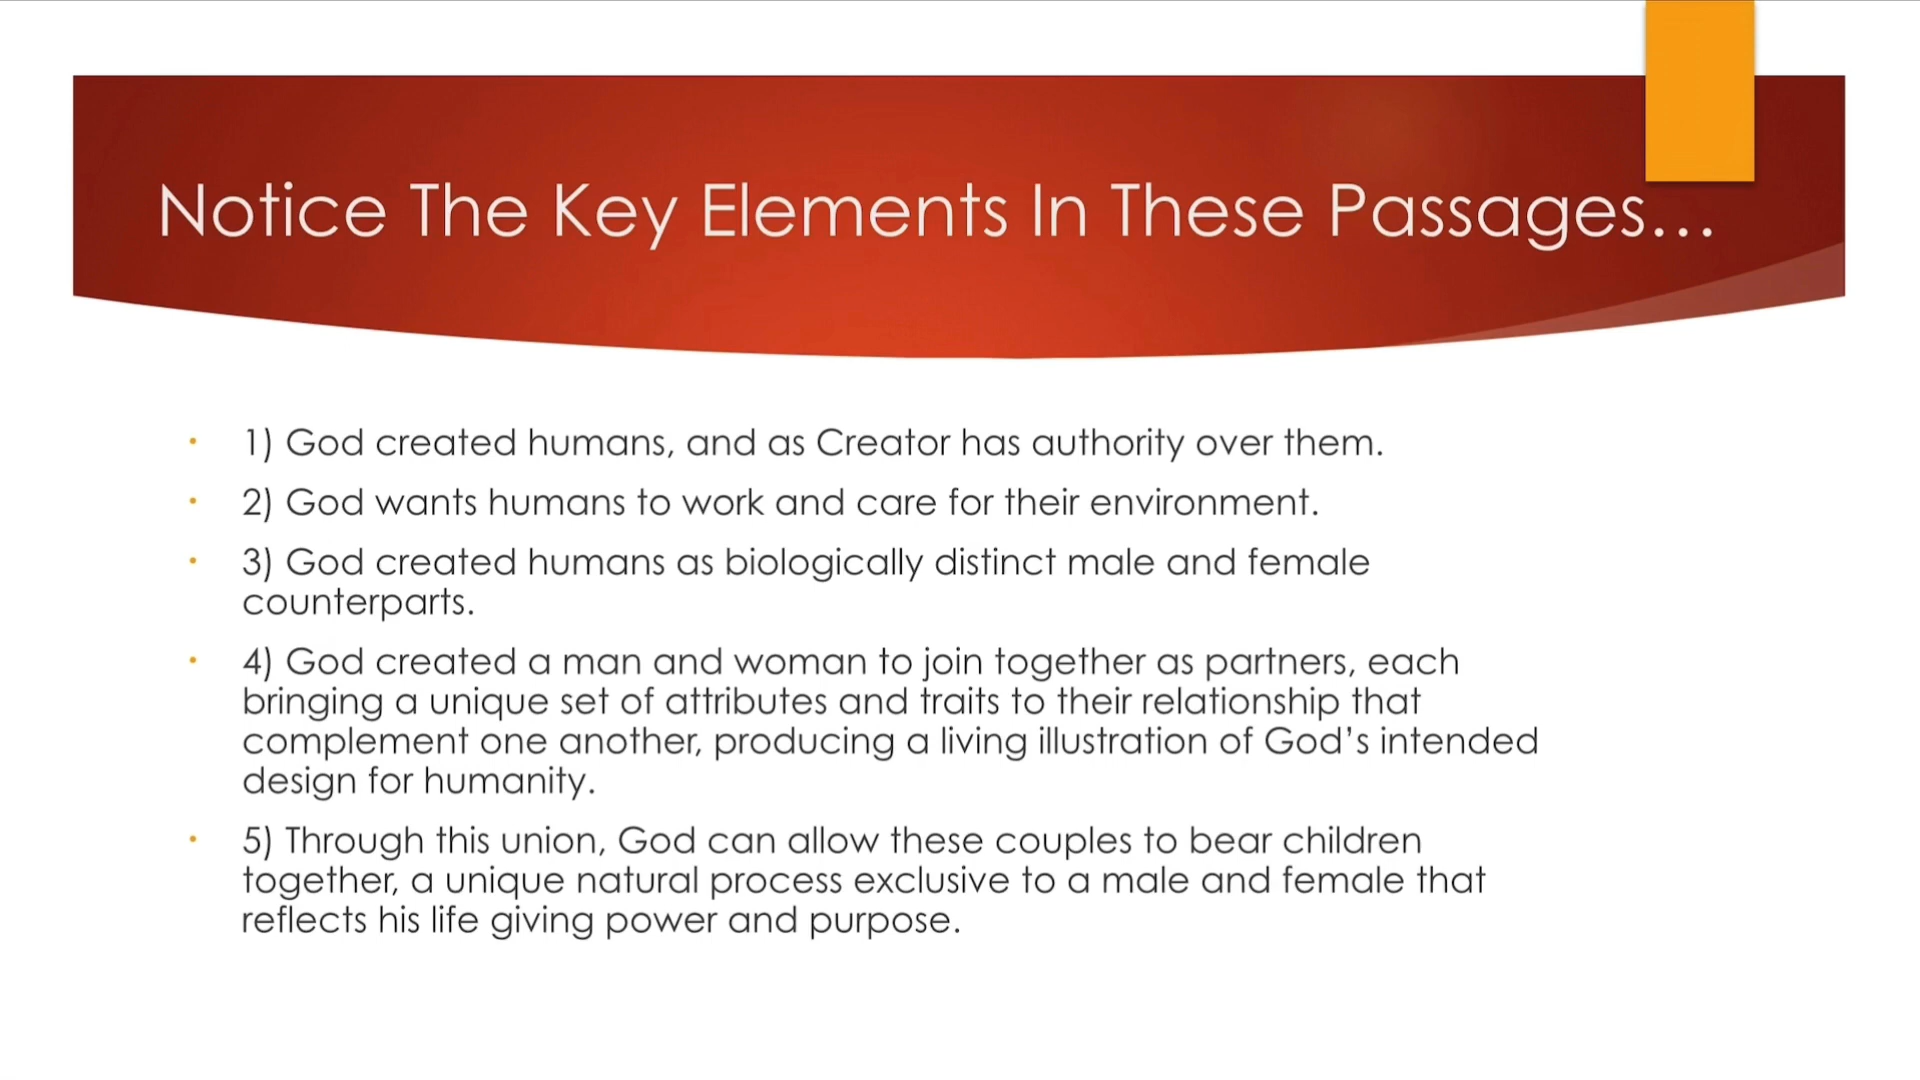 Notice The Key Elements In These Passages...
• 1) God created humans, and as Creator has authority over them.
• 2) God wants humans to work and care for their environment.
• 3) God created humans as biologically distinct male and female
counterparts.
• 4) God created a man and woman to join together as partners, each
bringing a unique set of attributes and traits to their relationship that
complement one another, producing a living illustration of God’s intended
design for humanity.
• 5) Through this union, God can allow these couples to bear children
together, a unique natural process exclusive to a male and female that
reflects his life giving power and purpose.